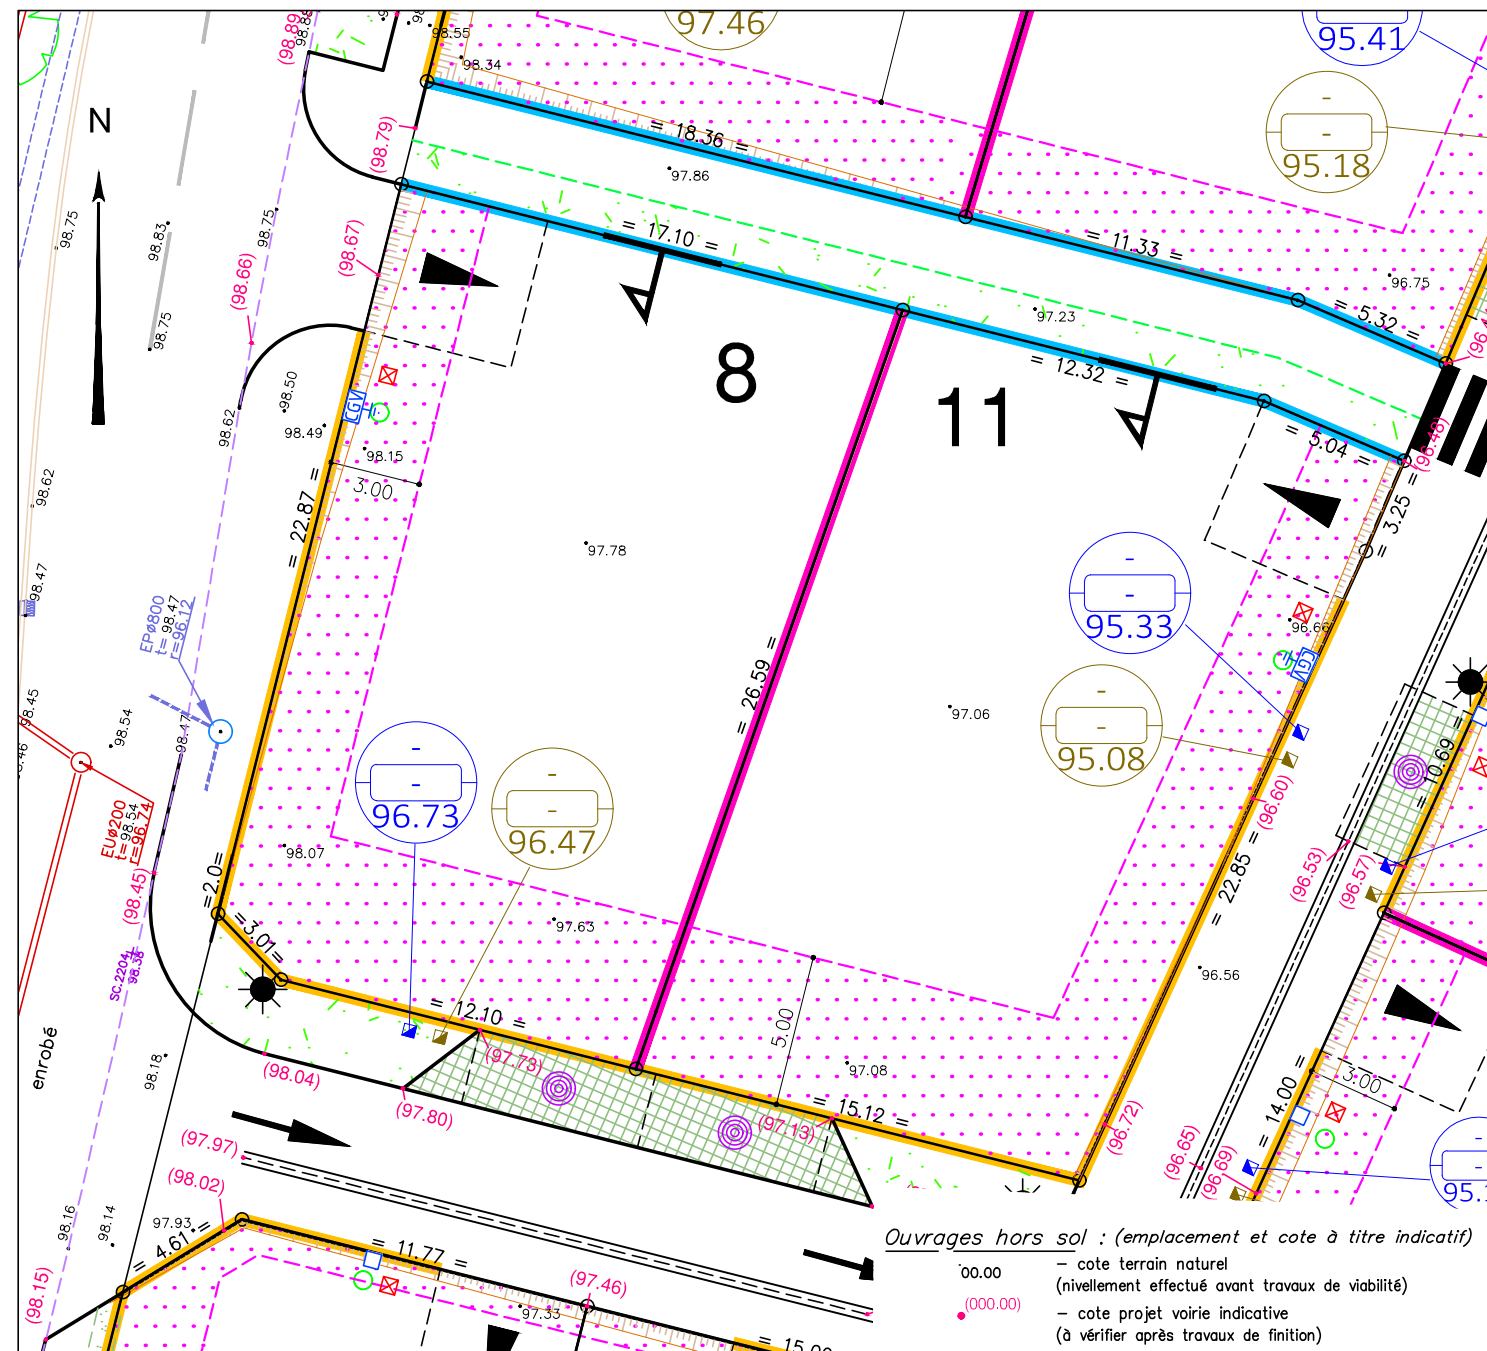 97.46
95.41
95.18
(98.89)
98.55
98.34
N
(98.79)
= 18.36 =
97.86
98.75
98.83
98.75
98.75
(98.66)
(98.67)
= 17.10 =
A
= 11.33 =
96.75
97.23
= 5.32 =
8
= 12.32 =
A
11
98.50
98.62
98.49
CGV
98.15
3.00
= 5.04 =
(96.48)
= 3.25 =
98.62
= 22.87 =
97.78
95.33
96.66
CGV
98.47
EPø800
t= 98.47
r=96.12
= 26.59 =
97.06
95.08
98.45
98.54
98.47
10.69 =
(96.60)
96.73
96.47
EUø200
t=98.54
r=96.74
(98.45)
98.07
=2.0=
=3.01=
97.63
(96.53)
(96.57)
= 22.85 =
96.56
SC.2204
98.38
= 12.10 =
5.00
enrobé
98.18
(98.04)
(97.73)
(97.80)
97.08
= 15.12 =
(97.13)
(96.72)
= 14.00 =
3.00
(97.97)
(98.02)
(96.65)
(96.69)
98.16
98.14
97.93
= 4.61 =
= 11.77 =
(98.15)
(97.46)
97.33
Ouvrages hors sol : (emplacement et cote à titre indicatif)
00.00 – cote terrain naturel
(nivellement effectué avant travaux de viabilité)
(000.00) – cote projet voirie indicative
(à vérifier après travaux de finition)